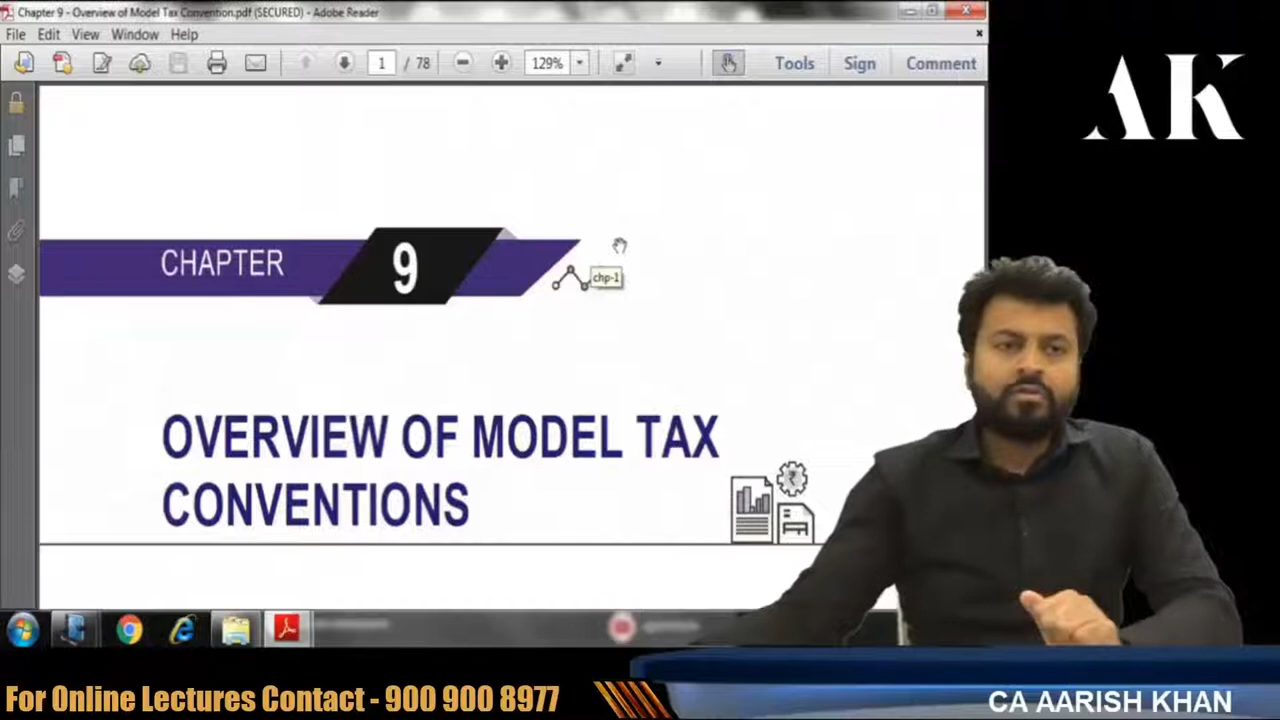 Chapter 9 - Overview of Model Tax Convention.pdf (SECURED) - Adobe Reader
File Edit View Window Help
1 / 78 129% Tools Sign Comment
AK
CHAPTER 9
chp-1
OVERVIEW OF MODEL TAX
CONVENTIONS
For Online Lectures Contact - 900 900 8977
CA AARISH KHAN